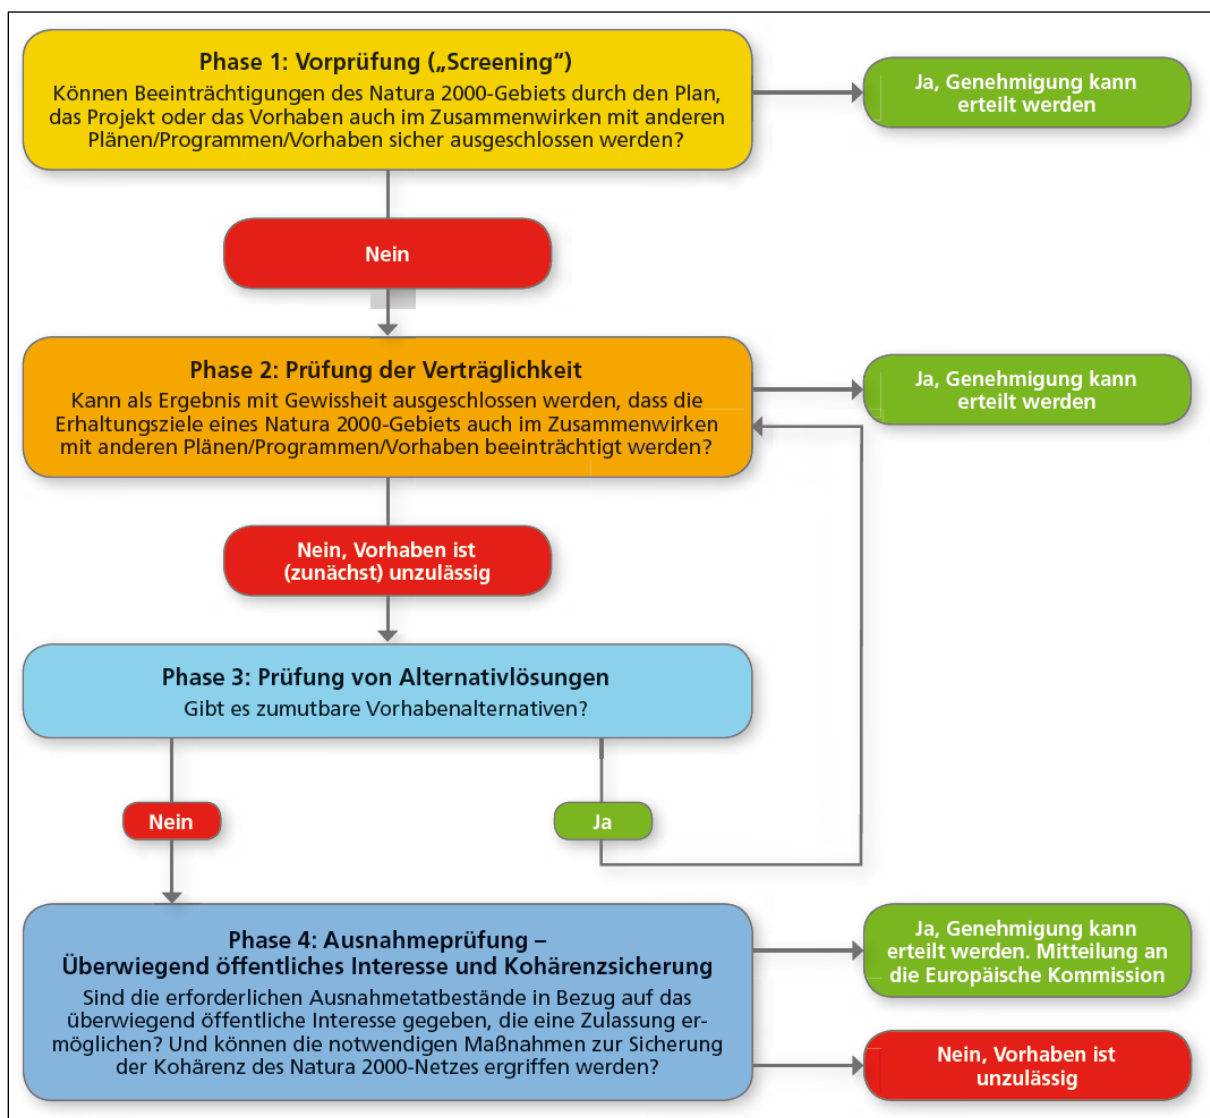 Phase 1: Vorprüfung („Screening“)
Können Beeinträchtigungen des Natura 2000-Gebiets durch den Plan,
das Projekt oder das Vorhaben auch im Zusammenwirken mit anderen
Plänen/Programmen/Vorhaben sicher ausgeschlossen werden?
Ja, Genehmigung kann
erteilt werden
Nein
Phase 2: Prüfung der Verträglichkeit
Kann als Ergebnis mit Gewissheit ausgeschlossen werden, dass die
Erhaltungsziele eines Natura 2000-Gebiets auch im Zusammenwirken
mit anderen Plänen/Programmen/Vorhaben beeinträchtigt werden?
Ja, Genehmigung kann
erteilt werden
Nein, Vorhaben ist
(zunächst) unzulässig
Phase 3: Prüfung von Alternativlösungen
Gibt es zumutbare Vorhabenalternativen?
Nein
Ja
Phase 4: Ausnahmeprüfung –
Überwiegend öffentliches Interesse und Kohärenzsicherung
Sind die erforderlichen Ausnahmetatbestände in Bezug auf das
überwiegend öffentliche Interesse gegeben, die eine Zulassung er-
möglichen? Und können die notwendigen Maßnahmen zur Sicherung
der Kohärenz des Natura 2000-Netzes ergriffen werden?
Ja, Genehmigung kann
erteilt werden. Mitteilung an
die Europäische Kommission
Nein, Vorhaben ist
unzulässig